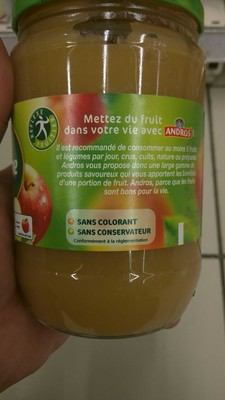 Mettez du fruit
dans votre vie avec ANDROS
Il est recommandé de consommer au moins 5 fruits
et légumes par jour, crus, cuits, nature ou préparés.
Andros vous propose donc une large gamme de
produits savoureux qui vous apportent les bienfaits
d'une portion de fruit. Andros, parce que les fruits
sont bons pour la vie.
SANS COLORANT
SANS CONSERVATEUR
Conformément à la réglementation